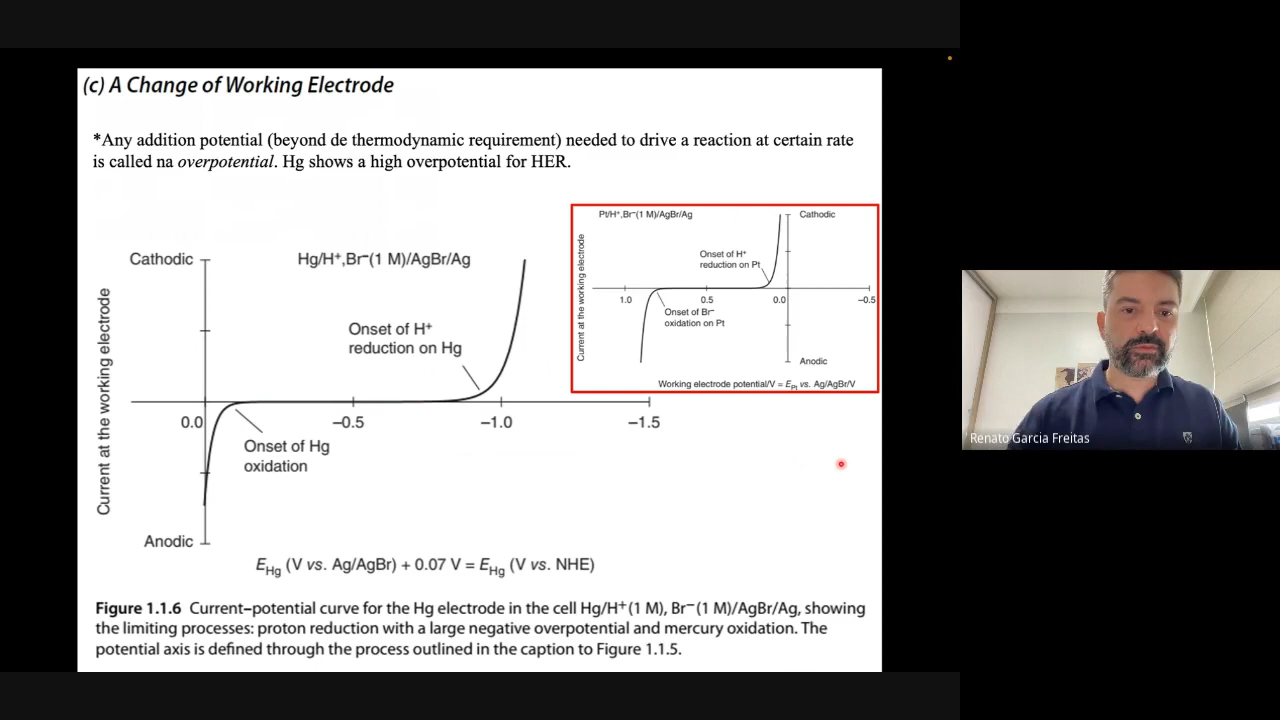 (c) A Change of Working Electrode
*Any addition potential (beyond de thermodynamic requirement) needed to drive a reaction at certain rate
is called na overpotential. Hg shows a high overpotential for HER.
Pt/H⁺,Br⁻(1 M)/AgBr/Ag
Cathodic
Current at the working electrode
Onset of H⁺
reduction on Pt
1.0
0.5
0.0
−0.5
Onset of Br⁻
oxidation on Pt
Anodic
Working electrode potential/V = E_Pt vs. Ag/AgBr/V
Cathodic
Hg/H⁺,Br⁻(1 M)/AgBr/Ag
Current at the working electrode
Onset of H⁺
reduction on Hg
0.0
−0.5
−1.0
−1.5
Onset of Hg
oxidation
Anodic
E_Hg (V vs. Ag/AgBr) + 0.07 V = E_Hg (V vs. NHE)
Figure 1.1.6 Current–potential curve for the Hg electrode in the cell Hg/H⁺(1 M), Br⁻(1 M)/AgBr/Ag, showing
the limiting processes: proton reduction with a large negative overpotential and mercury oxidation. The
potential axis is defined through the process outlined in the caption to Figure 1.1.5.
Renato Garcia Freitas